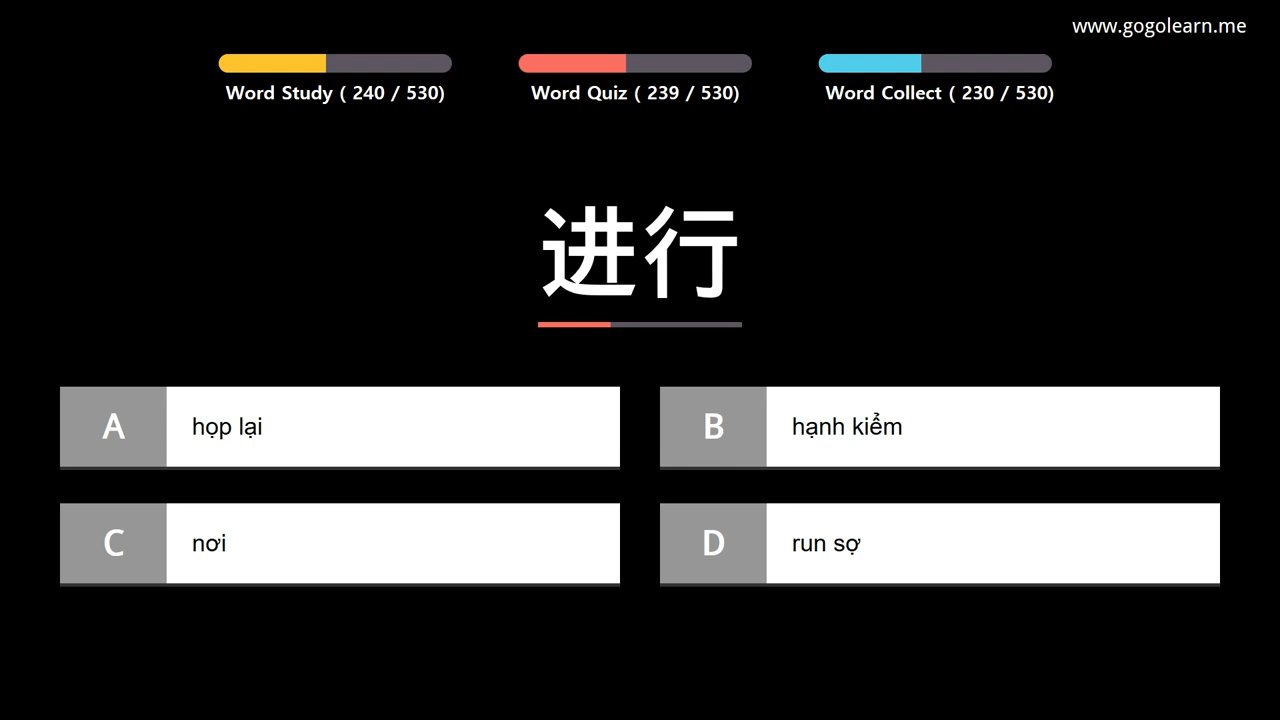 www.gogolearn.me
Word Study ( 240 / 530)
Word Quiz ( 239 / 530)
Word Collect ( 230 / 530)
进行
A
họp lại
B
hạnh kiểm
C
nơi
D
run sợ